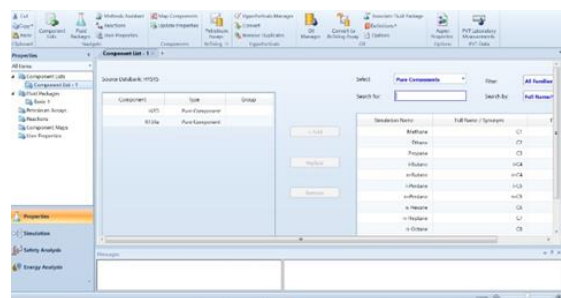 Cut
Copy
Paste
Component Lists
Fluid Packages
Methods Assistant
Reactions
User Properties
Map Components
Update Properties
Petroleum Assays
Hypotheticals Manager
Convert
Remove Duplicates
Oil Manager
Convert to Refining Assay
Associate Fluid Package
Definitions
Options
Aspen Properties
PVT Laboratory Measurements
Clipboard
Components
Refining
Hypotheticals
Oil
Options
PVT Data
Properties
All Items
Component Lists
Component List - 1
Fluid Packages
Basis-1
Petroleum Assays
Reactions
Component Maps
User Properties
Properties
Simulation
Safety Analysis
Energy Analysis
Component List - 1
Source Databank: HYSYS
Component Type Group
Pure Component
R134a Pure Component
Select: Pure Components Filter: All Families
Search for: Search by: Full Name/
< Add
Replace
Remove
Simulation Name Full Name / Synonyms
Methane C1
Ethane C2
Propane C3
i-Butane i-C4
n-Butane n-C4
i-Pentane i-C5
n-Pentane n-C5
n-Hexane C6
n-Heptane C7
n-Octane C8
Messages